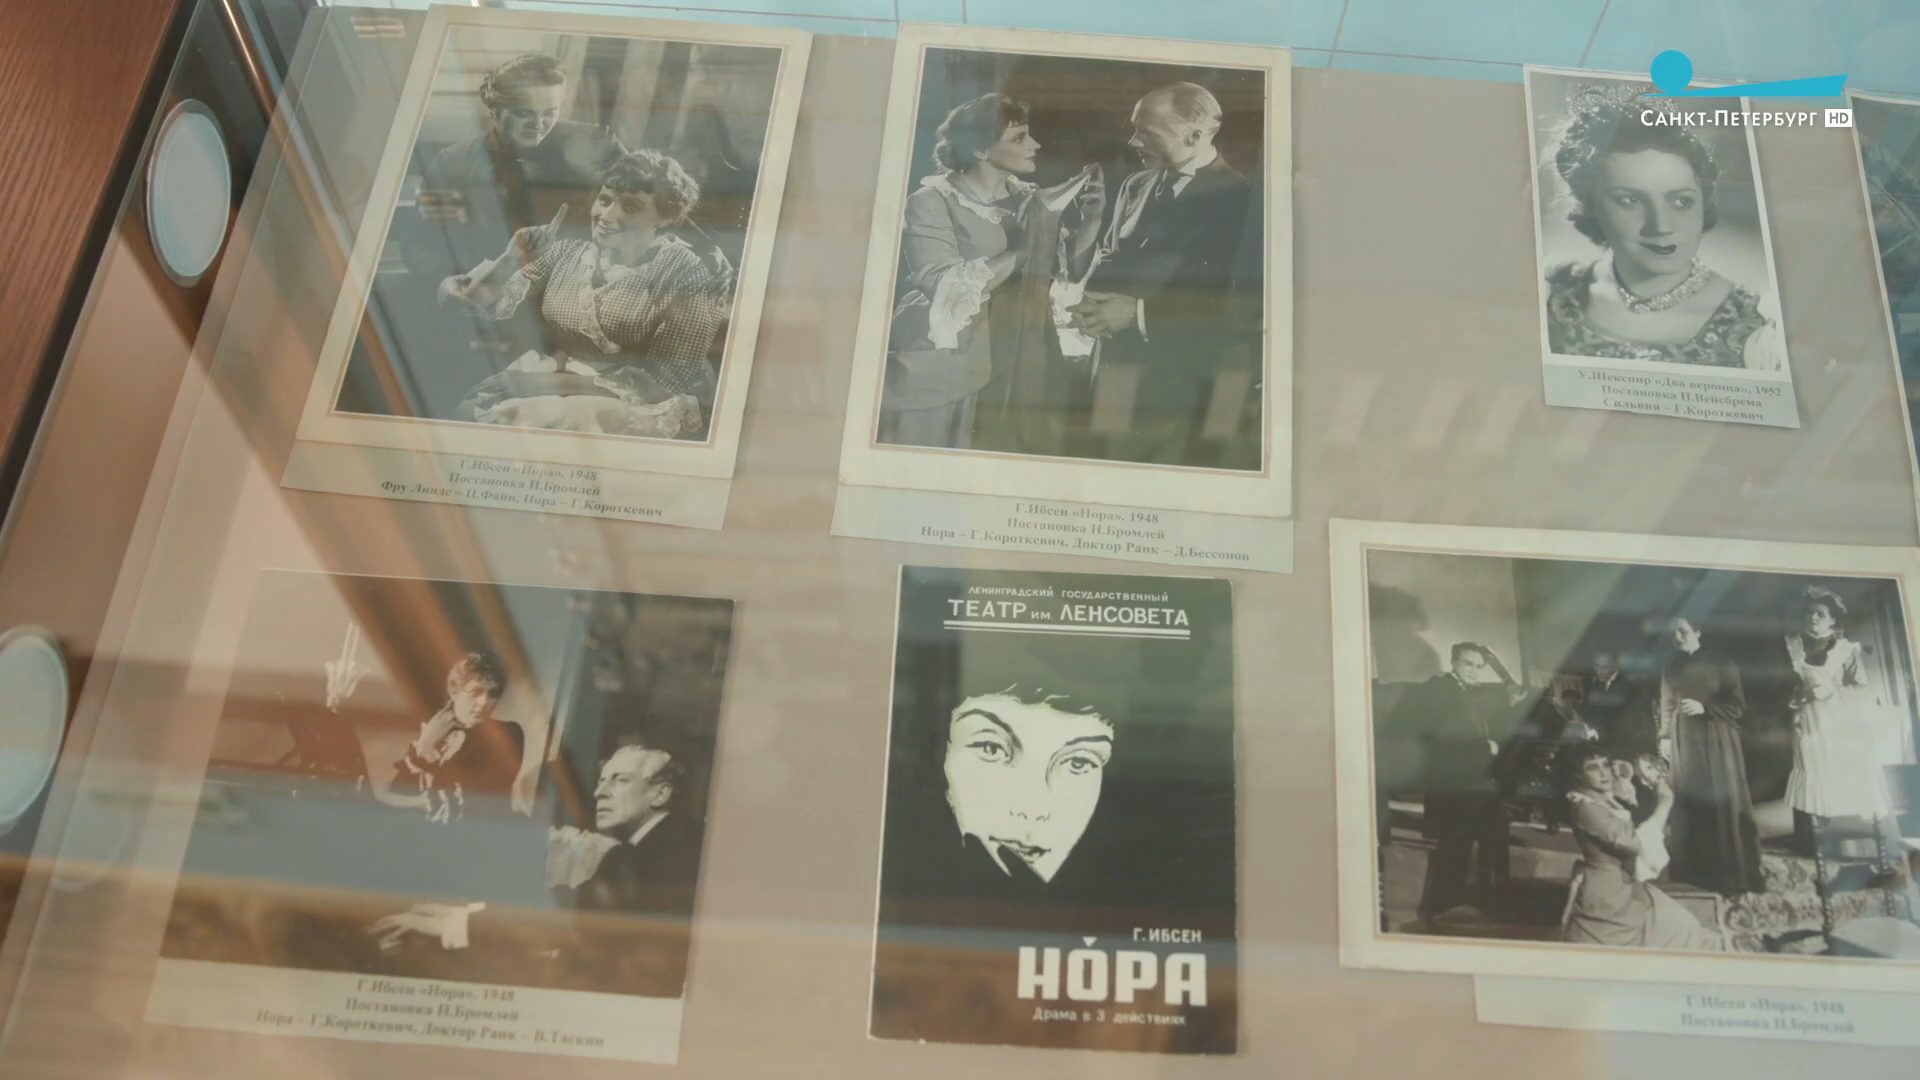 САНКТ-ПЕТЕРБУРГ HD
Г.Ибсен «Нора». 1948
Постановка Н.Бромлей
Фру Линде – Ц.Файн, Нора – Г.Короткевич
Г.Ибсен «Нора». 1948
Постановка Н.Бромлей
Нора – Г.Короткевич, Доктор Ранк – Д.Бессонов
У.Шекспир «Два веронца». 1952
Постановка П.Вейсбрема
Сильвия – Г.Короткевич
Г.Ибсен «Нора». 1948
Постановка Н.Бромлей
Нора – Г.Короткевич, Доктор Ранк – В.Таскин
ЛЕНИНГРАДСКИЙ ГОСУДАРСТВЕННЫЙ
ТЕАТР ИМ. ЛЕНСОВЕТА
Г. ИБСЕН
НО́РА
Драма в 3 действиях
Г.Ибсен «Нора». 1948
Постановка Н.Бромлей